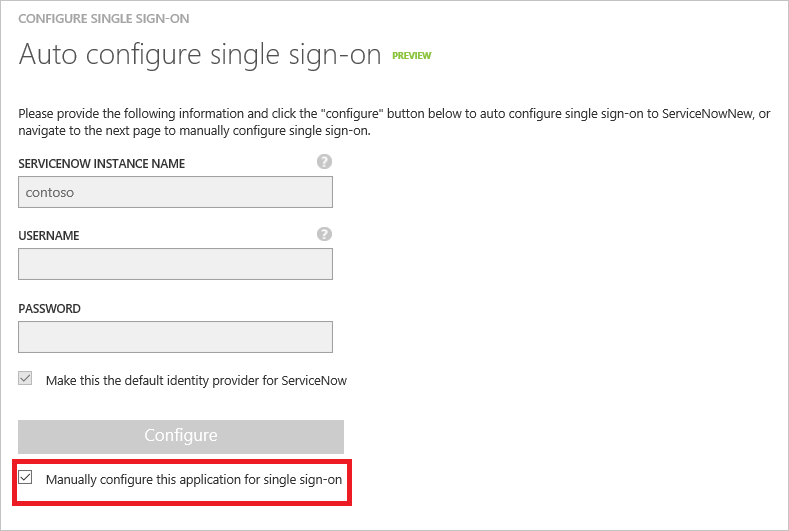 CONFIGURE SINGLE SIGN-ON
Auto configure single sign-on PREVIEW
Please provide the following information and click the "configure" button below to auto configure single sign-on to ServiceNowNew, or
navigate to the next page to manually configure single sign-on.
SERVICENOW INSTANCE NAME ?
contoso
USERNAME ?
PASSWORD
Make this the default identity provider for ServiceNow
Configure
Manually configure this application for single sign-on